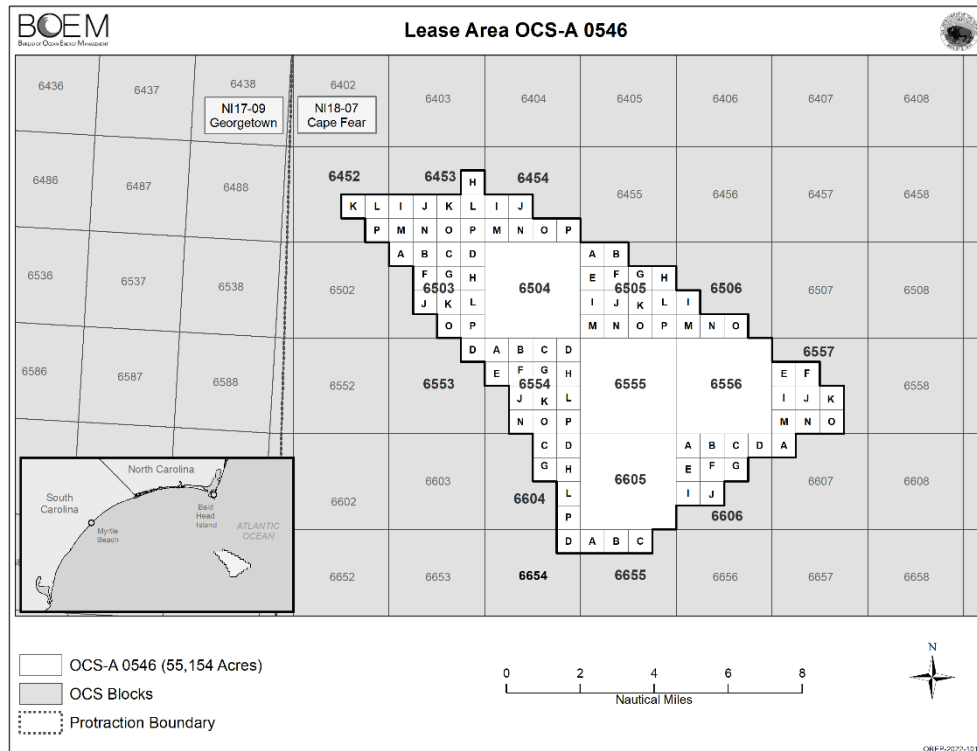 BOEM
BUREAU OF OCEAN ENERGY MANAGEMENT
Lease Area OCS-A 0546
6436 6437 6438 6402 6403 6404 6405 6406 6407 6408
NI17-09
Georgetown
NI18-07
Cape Fear
6486 6487 6488 6452 6453 6454 6455 6456 6457 6458
H
K L I J K L I J
P M N O P M N O P
A B C D A B
6536 6537 6538 6502 6503 6504 6505 6506 6507 6508
F G H E F G H
J K L I J K L I
O P M N O P M N O
D A B C D
6586 6587 6588 6552 6553 6554 6555 6556 6557 6558
E F G H E F
J K L I J K
N O P M N O
C D A B C D A
G H E F G
6602 6603 6604 6605 6606 6607 6608
L I J
P
D A B C
6652 6653 6654 6655 6656 6657 6658
North Carolina
South
Carolina
Bald
Head
Island
Myrtle
Beach
ATLANTIC
OCEAN
OCS-A 0546 (55,154 Acres)
OCS Blocks
Protraction Boundary
0 2 4 6 8
Nautical Miles
N
OREP-2022-101